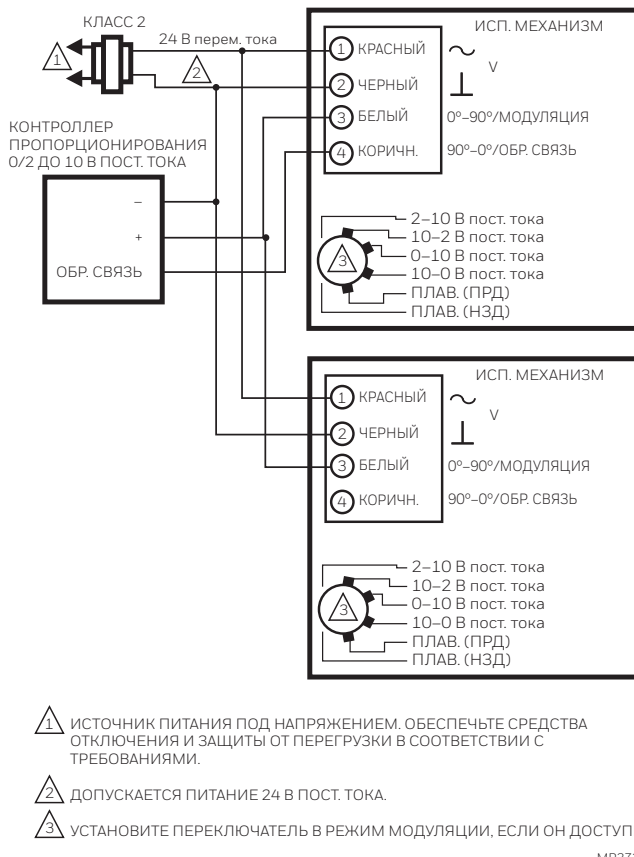 КЛАСС 2
24 В перем. тока
1
2
КОНТРОЛЛЕР
ПРОПОРЦИОНИРОВАНИЯ
0/2 ДО 10 В ПОСТ. ТОКА
–
+
ОБР. СВЯЗЬ
ИСП. МЕХАНИЗМ
1 КРАСНЫЙ
V
2 ЧЕРНЫЙ
3 БЕЛЫЙ 0°–90°/МОДУЛЯЦИЯ
4 КОРИЧН. 90°–0°/ОБР. СВЯЗЬ
3
2–10 В пост. тока
10–2 В пост. тока
0–10 В пост. тока
10–0 В пост. тока
ПЛАВ. (ПРД)
ПЛАВ. (НЗД)
ИСП. МЕХАНИЗМ
1 КРАСНЫЙ
V
2 ЧЕРНЫЙ
3 БЕЛЫЙ 0°–90°/МОДУЛЯЦИЯ
4 КОРИЧН. 90°–0°/ОБР. СВЯЗЬ
3
2–10 В пост. тока
10–2 В пост. тока
0–10 В пост. тока
10–0 В пост. тока
ПЛАВ. (ПРД)
ПЛАВ. (НЗД)
1 ИСТОЧНИК ПИТАНИЯ ПОД НАПРЯЖЕНИЕМ. ОБЕСПЕЧЬТЕ СРЕДСТВА
ОТКЛЮЧЕНИЯ И ЗАЩИТЫ ОТ ПЕРЕГРУЗКИ В СООТВЕТСТВИИ С
ТРЕБОВАНИЯМИ.
2 ДОПУСКАЕТСЯ ПИТАНИЕ 24 В ПОСТ. ТОКА.
3 УСТАНОВИТЕ ПЕРЕКЛЮЧАТЕЛЬ В РЕЖИМ МОДУЛЯЦИИ, ЕСЛИ ОН ДОСТУП